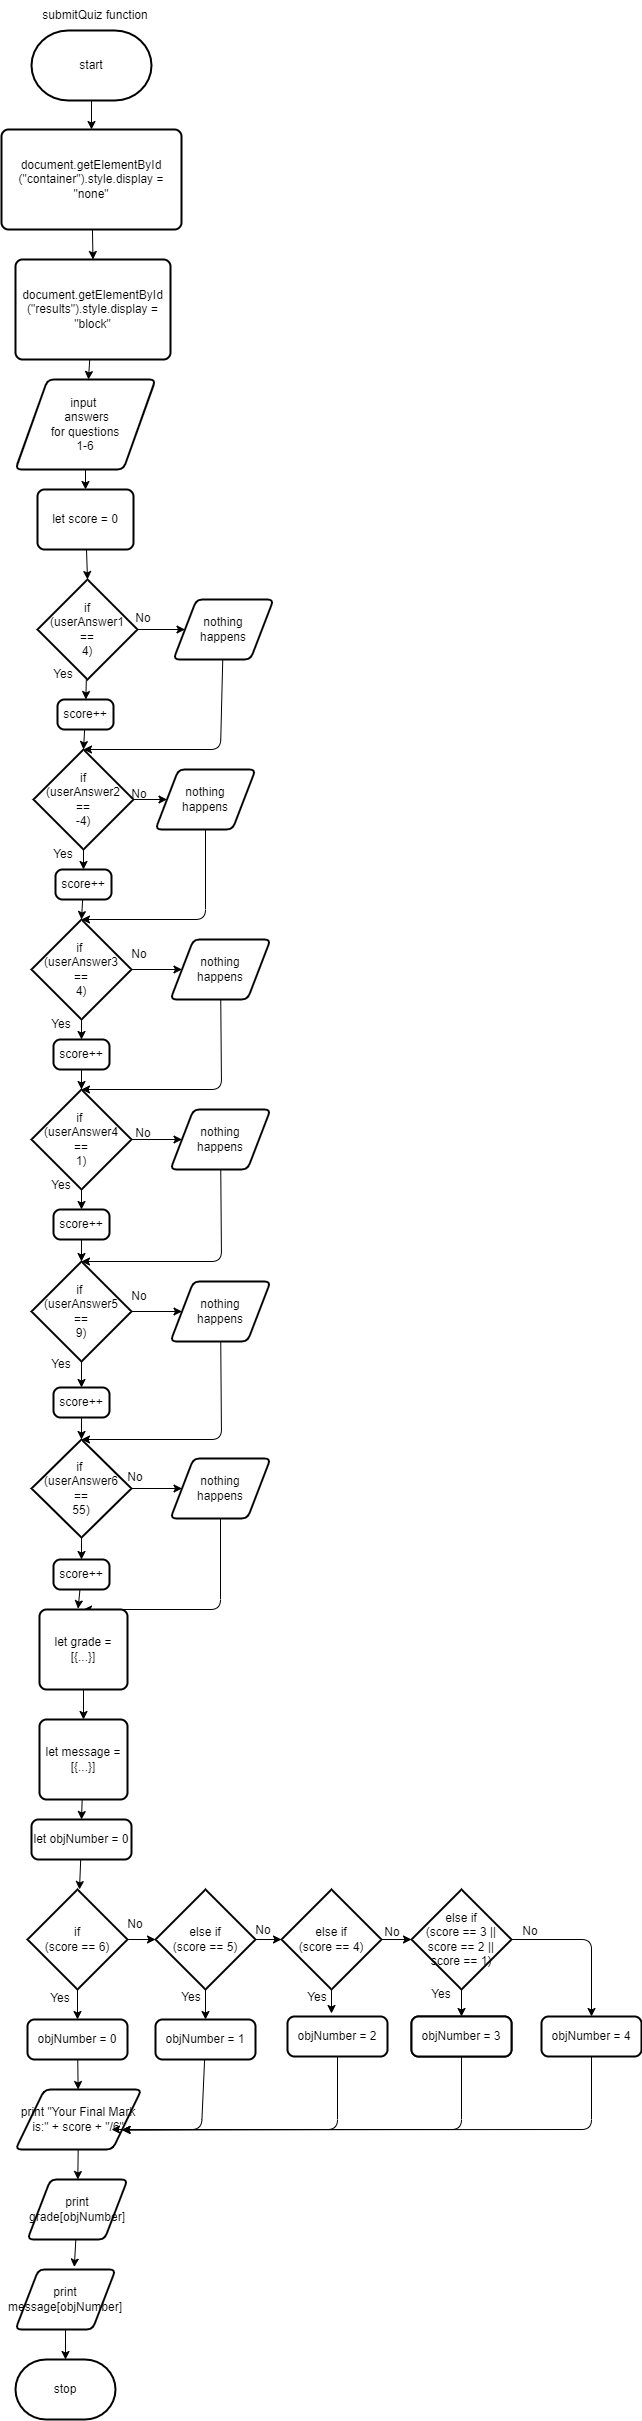 submitQuiz function
start
document.getElementById
("container").style.display =
"none"
document.getElementById
("results").style.display =
"block"
input
answers
for questions
1-6
let score = 0
if
(userAnswer1
==
4)
No
nothing
happens
Yes
score++
if
(userAnswer2
==
-4)
No
nothing
happens
Yes
score++
if
(userAnswer3
==
4)
No
nothing
happens
Yes
score++
if
(userAnswer4
==
1)
No
nothing
happens
Yes
score++
if
(userAnswer5
==
9)
No
nothing
happens
Yes
score++
if
(userAnswer6
==
55)
No
nothing
happens
score++
let grade =
[{...}]
let message =
[{...}]
let objNumber = 0
if
(score == 6)
No
else if
(score == 5)
No
else if
(score == 4)
No
else if
(score == 3 ||
score == 2 ||
score == 1)
No
Yes
Yes
Yes
Yes
objNumber = 0
objNumber = 1
objNumber = 2
objNumber = 3
objNumber = 4
print "Your Final Mark
is:" + score + "/6"
print
grade[objNumber]
print
message[objNumber]
stop